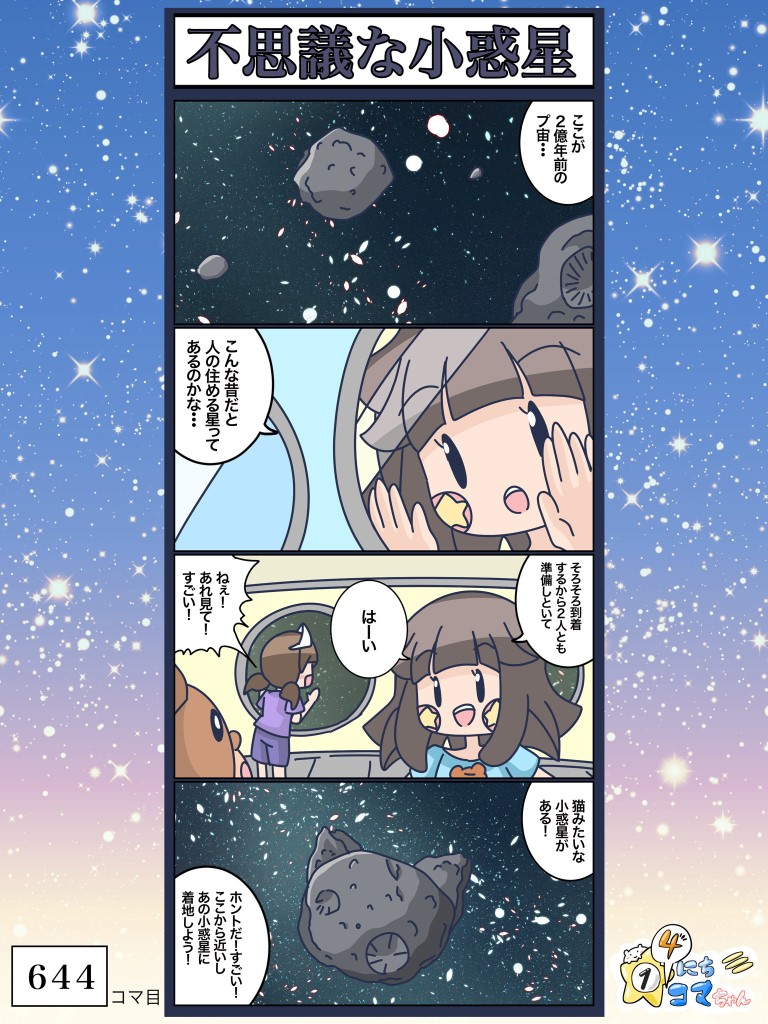 不思議な小惑星
ここが
2億年前の
プ宙…
こんな昔だと
人の住める星って
あるのかな…
そろそろ到着
するから2人とも
準備しといて
はーい
ねぇ!
あれ見て!
すごい!
猫みたいな
小惑星が
ある!
ホントだ!すごい!
ここから近いし
あの小惑星に
着地しよう!
644
コマ目
1
4
にち
コマちゃん